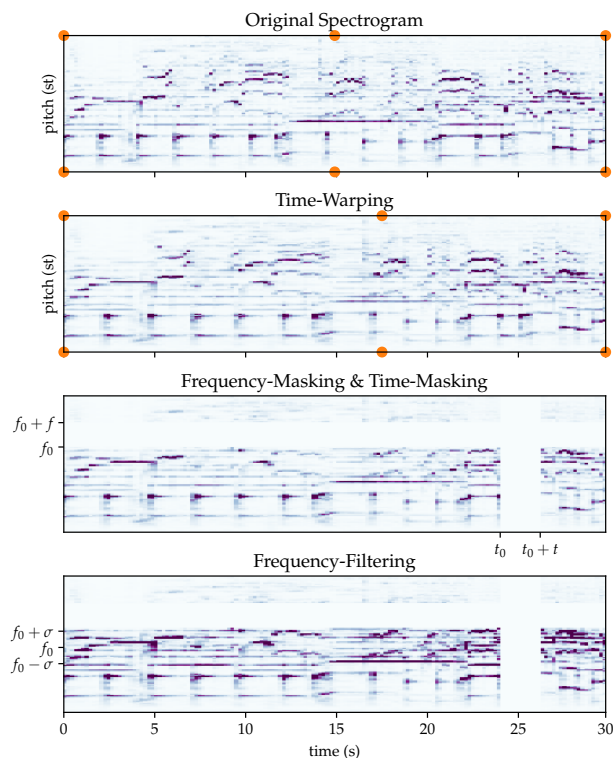 Original Spectrogram
pitch (st)
Time-Warping
pitch (st)
Frequency-Masking & Time-Masking
f₀ + f
f₀
t₀ t₀ + t
Frequency-Filtering
f₀ + σ
f₀
f₀ − σ
0 5 10 15 20 25 30
time (s)